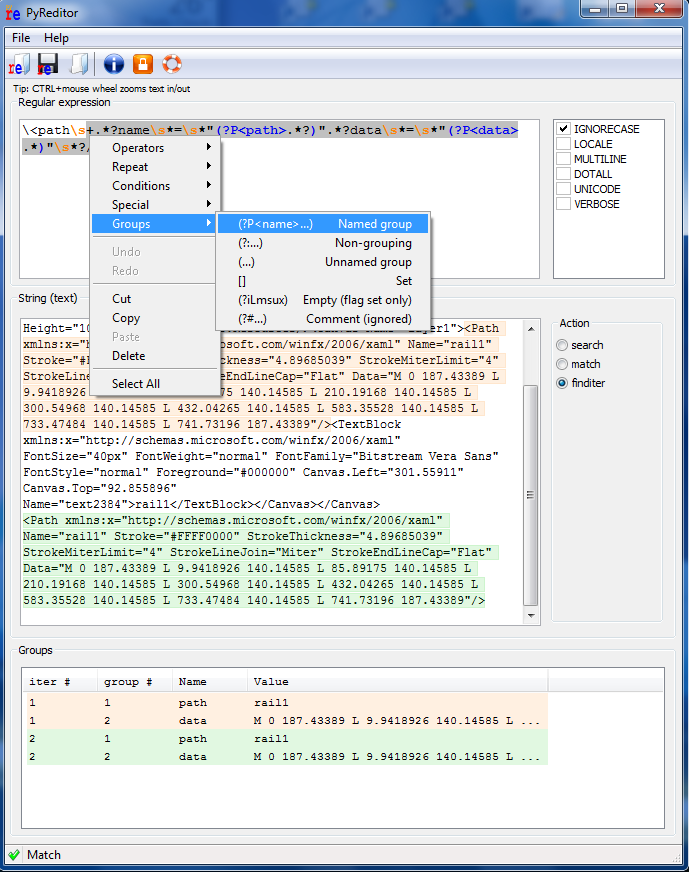 PyReditor
File Help
Tip: CTRL+mouse wheel zooms text in/out
Regular expression
\<path\s+.*?name\s*=\s*"(?P<path>.*?)".*?data\s*=\s*"(?P<data>
.*)"\s*?/
IGNORECASE
LOCALE
MULTILINE
DOTALL
UNICODE
VERBOSE
Operators
Repeat
Conditions
Special
Groups
Undo
Redo
Cut
Copy
Paste
Delete
Select All
(?P<name>...) Named group
(?:...) Non-grouping
(...) Unnamed group
[] Set
(?iLmsux) Empty (flag set only)
(?#...) Comment (ignored)
String (text)
Height="10 ayer1"><Path
xmlns:x="h osoft.com/winfx/2006/xaml" Name="rail1"
Stroke="# hickness="4.89685039" StrokeMiterLimit="4"
StrokeLin eEndLineCap="Flat" Data="M 0 187.43389 L
9.9418926 175 140.14585 L 210.19168 140.14585 L
300.54968 140.14585 L 432.04265 140.14585 L 583.35528 140.14585 L
733.47484 140.14585 L 741.73196 187.43389"/><TextBlock
xmlns:x="http://schemas.microsoft.com/winfx/2006/xaml"
FontSize="40px" FontWeight="normal" FontFamily="Bitstream Vera Sans"
FontStyle="normal" Foreground="#000000" Canvas.Left="301.55911"
Canvas.Top="92.855896"
Name="text2384">rail1</TextBlock></Canvas></Canvas>
<Path xmlns:x="http://schemas.microsoft.com/winfx/2006/xaml"
Name="rail1" Stroke="#FFFF0000" StrokeThickness="4.89685039"
StrokeMiterLimit="4" StrokeLineJoin="Miter" StrokeEndLineCap="Flat"
Data="M 0 187.43389 L 9.9418926 140.14585 L 85.89175 140.14585 L
210.19168 140.14585 L 300.54968 140.14585 L 432.04265 140.14585 L
583.35528 140.14585 L 733.47484 140.14585 L 741.73196 187.43389"/>
Action
search
match
finditer
Groups
iter # group # Name Value
1 1 path rail1
1 2 data M 0 187.43389 L 9.9418926 140.14585 L ...
2 1 path rail1
2 2 data M 0 187.43389 L 9.9418926 140.14585 L ...
Match